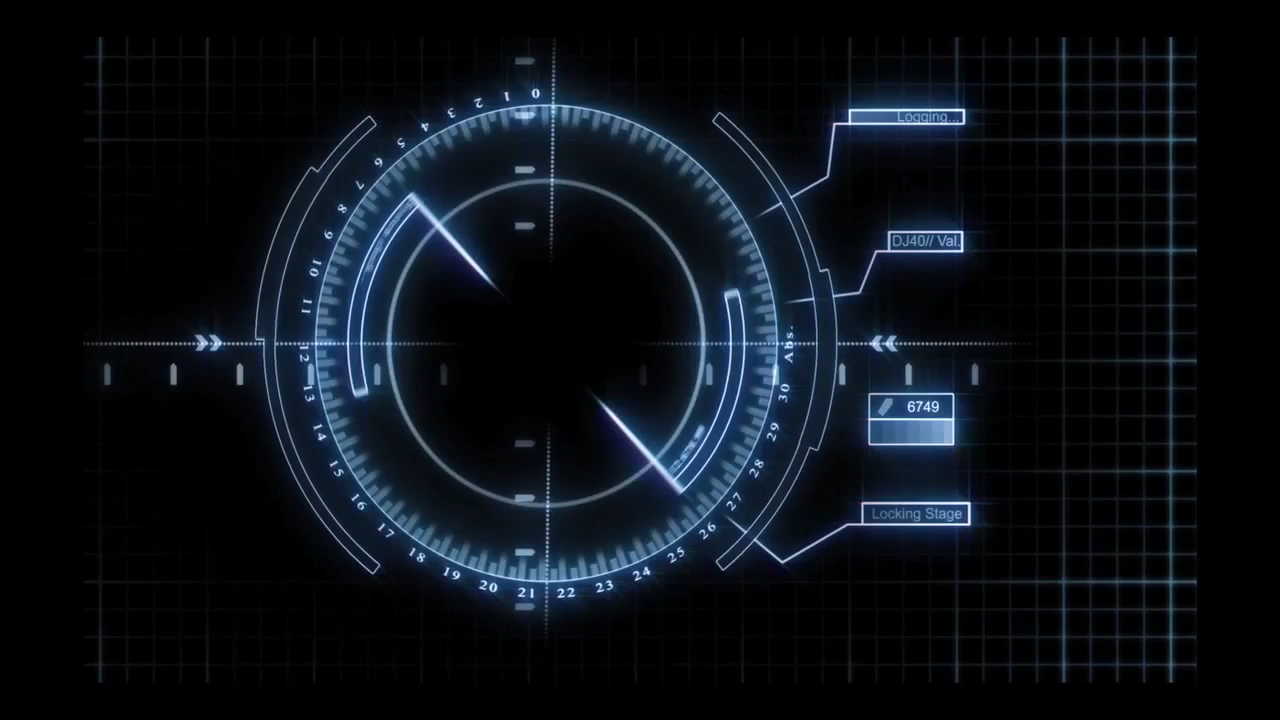 Logging...
DJ40// Val.
6749
Locking Stage
0 1 2 3 4 5 6 7 8 9 10 11 12 13 14 15 16 17 18 19 20 21 22 23 24 25 26 27 28 29 30 Abs.